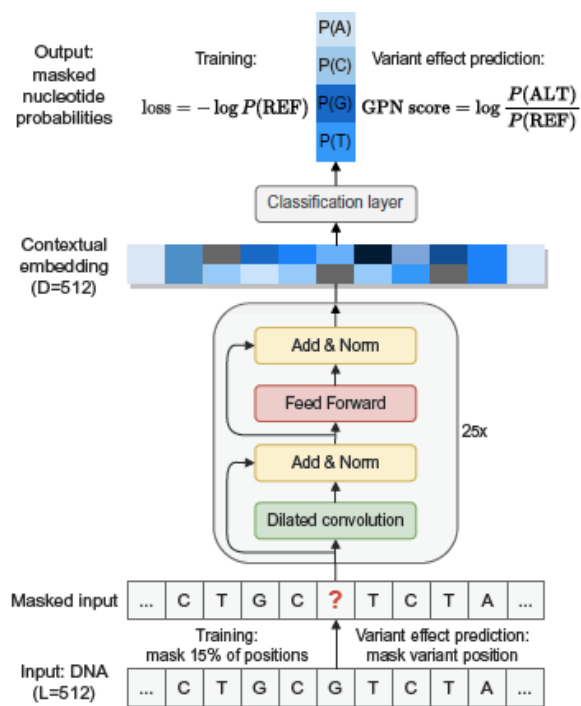 Output:
masked
nucleotide
probabilities
Training:
loss = − log P(REF)
P(A)
P(C)
P(G)
P(T)
Variant effect prediction:
GPN score = log P(ALT)
P(REF)
Classification layer
Contextual
embedding
(D=512)
Add & Norm
Feed Forward
Add & Norm
Dilated convolution
25x
Masked input
... C T G C ? T C T A ...
Training:
mask 15% of positions
Variant effect prediction:
mask variant position
Input: DNA
(L=512)
... C T G C G T C T A ...